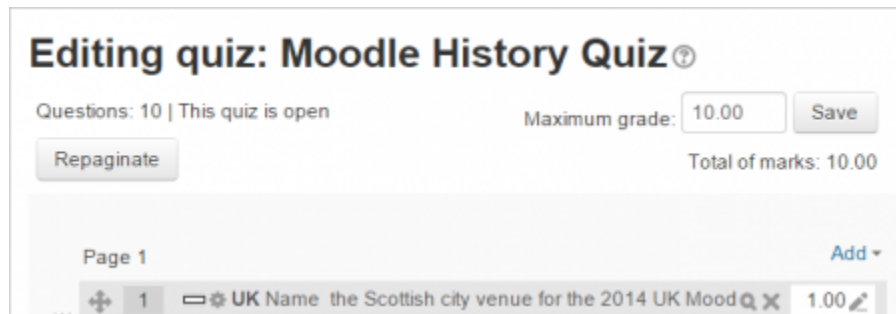 Editing quiz: Moodle History Quiz
Questions: 10 | This quiz is open
Maximum grade: 10.00 Save
Repaginate
Total of marks: 10.00
Page 1
Add
1 UK Name the Scottish city venue for the 2014 UK Mood 1.00